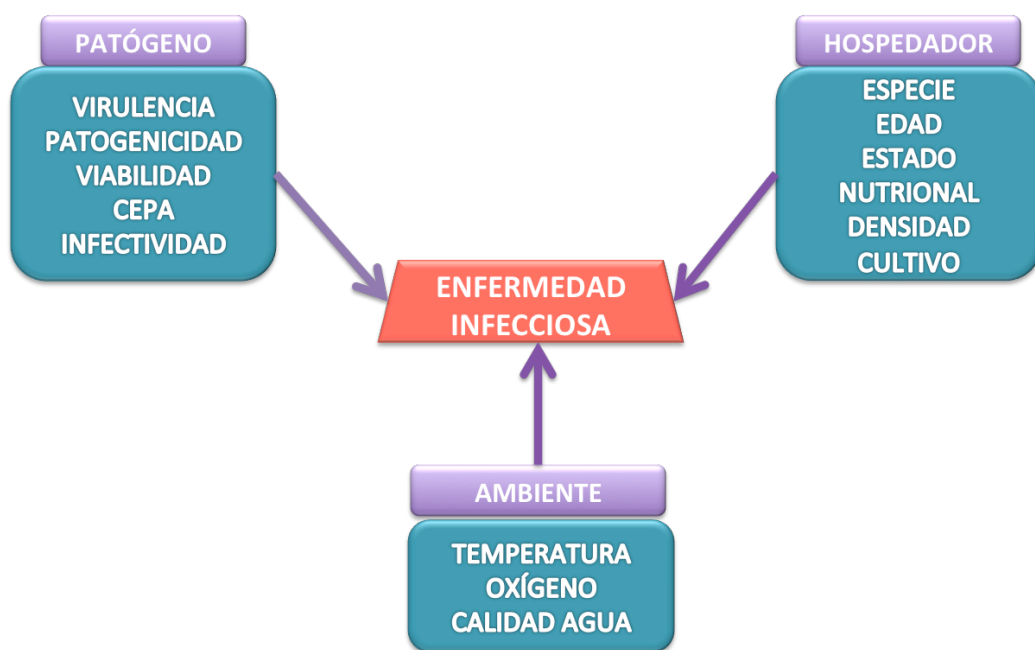 PATÓGENO
VIRULENCIA
PATOGENICIDAD
VIABILIDAD
CEPA
INFECTIVIDAD
HOSPEDADOR
ESPECIE
EDAD
ESTADO
NUTRIONAL
DENSIDAD
CULTIVO
ENFERMEDAD
INFECCIOSA
AMBIENTE
TEMPERATURA
OXÍGENO
CALIDAD AGUA